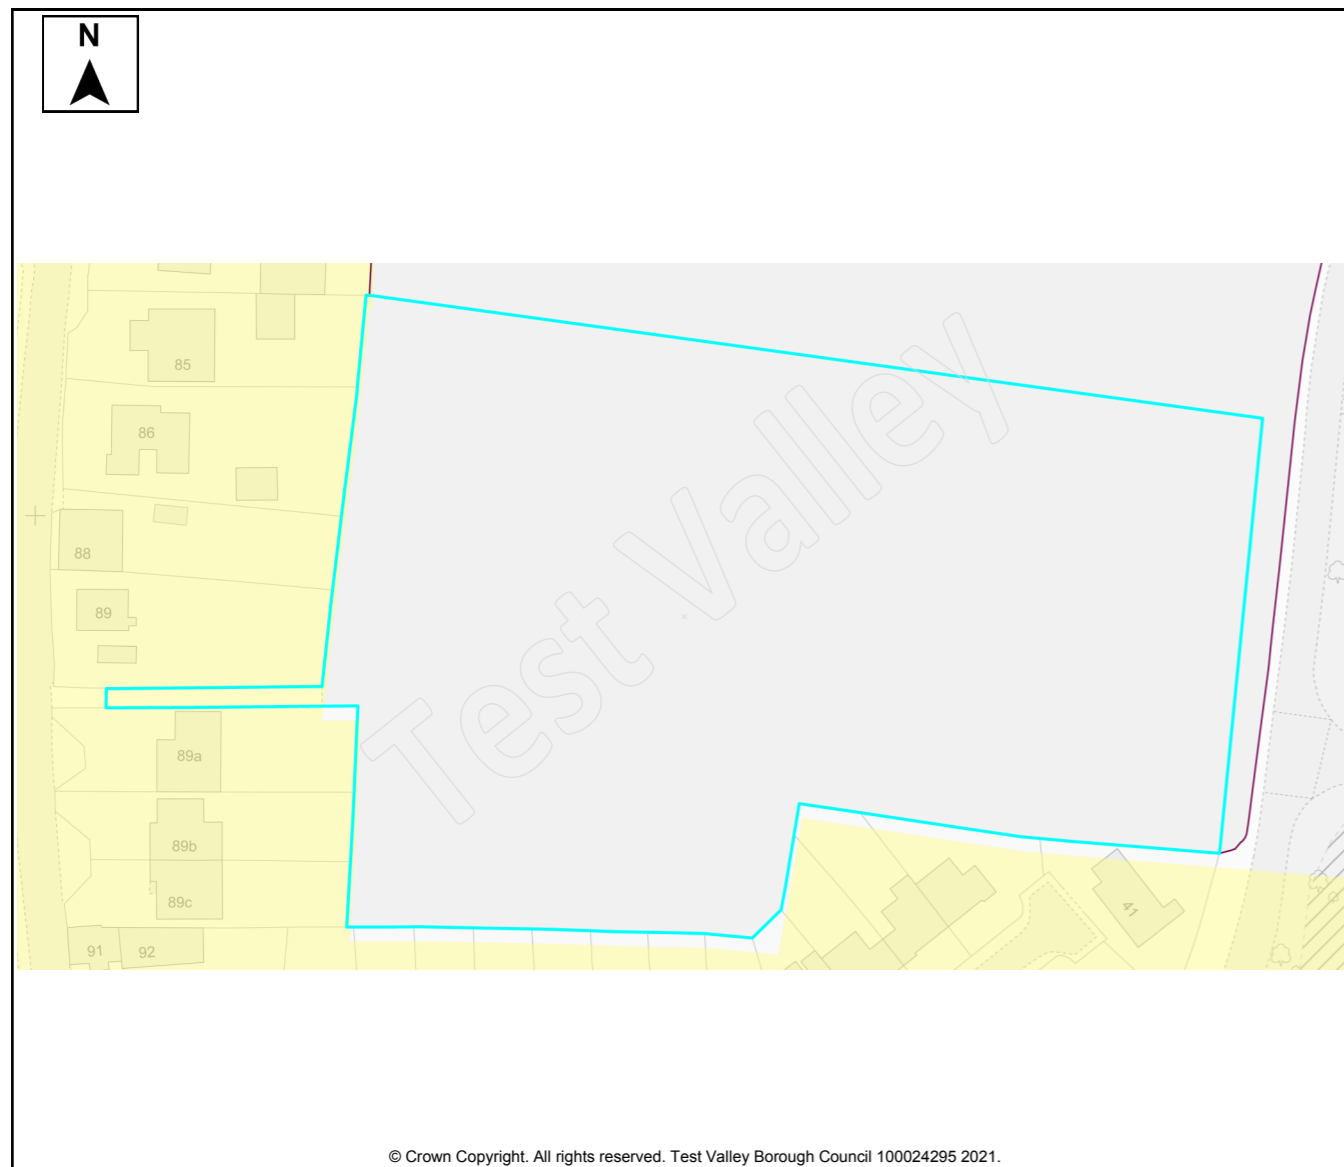 N
85
86
88
89
89a
89b
89c
91
92
41
Test Valley
© Crown Copyright. All rights reserved. Test Valley Borough Council 100024295 2021.